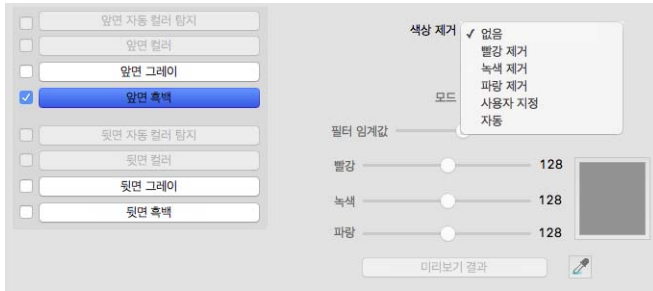 앞면 자동 컬러 탐지
앞면 컬러
앞면 그레이
앞면 흑백
뒷면 자동 컬러 탐지
뒷면 컬러
뒷면 그레이
뒷면 흑백
색상 제거
✓ 없음
빨강 제거
녹색 제거
파랑 제거
사용자 지정
자동
모드
필터 임계값
빨강 128
녹색 128
파랑 128
미리보기 결과